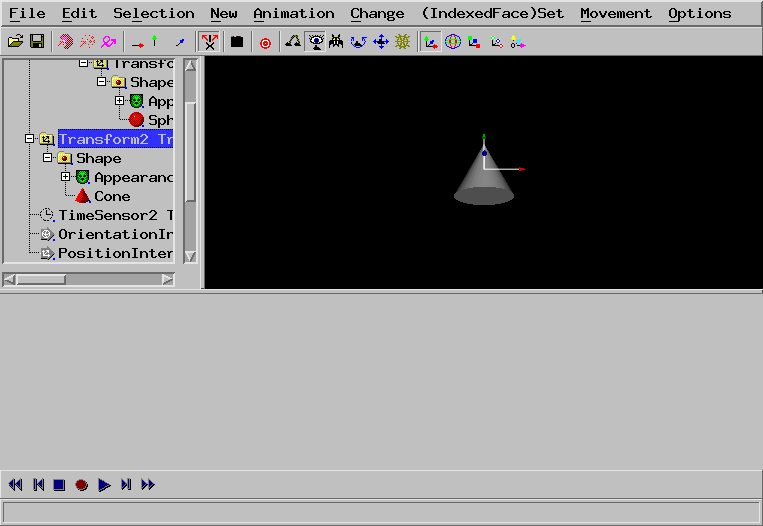 File Edit Selection New Animation Change (IndexedFace)Set Movement Options
Transfo
Shape
App
Sph
Transform2 Tr
Shape
Appearanc
Cone
TimeSensor2 T
OrientationIn
PositionInter